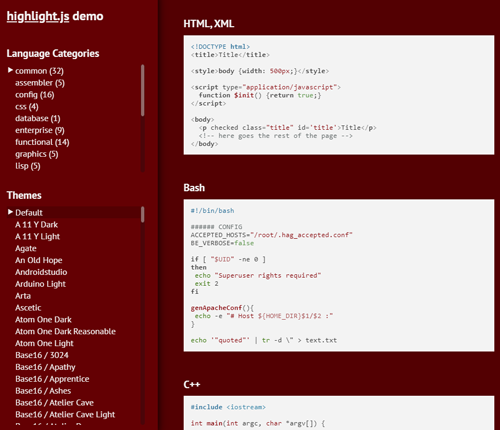 highlight.js demo
Language Categories
common (32)
assembler (5)
config (16)
css (4)
database (1)
enterprise (9)
functional (14)
graphics (5)
lisp (5)
Themes
Default
A 11 Y Dark
A 11 Y Light
Agate
An Old Hope
Androidstudio
Arduino Light
Arta
Ascetic
Atom One Dark
Atom One Dark Reasonable
Atom One Light
Base16 / 3024
Base16 / Apathy
Base16 / Apprentice
Base16 / Ashes
Base16 / Atelier Cave
Base16 / Atelier Cave Light
HTML, XML
<!DOCTYPE html>
<title>Title</title>
<style>body {width: 500px;}</style>
<script type="application/javascript">
function $init() {return true;}
</script>
<body>
<p checked class="title" id='title'>Title</p>
<!-- here goes the rest of the page -->
</body>
Bash
#!/bin/bash
###### CONFIG
ACCEPTED_HOSTS="/root/.hag_accepted.conf"
BE_VERBOSE=false
if [ "$UID" -ne 0 ]
then
echo "Superuser rights required"
exit 2
fi
genApacheConf(){
echo -e "# Host ${HOME_DIR}$1/$2 :"
}
echo '"quoted"' | tr -d \" > text.txt
C++
#include <iostream>
int main(int argc, char *argv[]) {